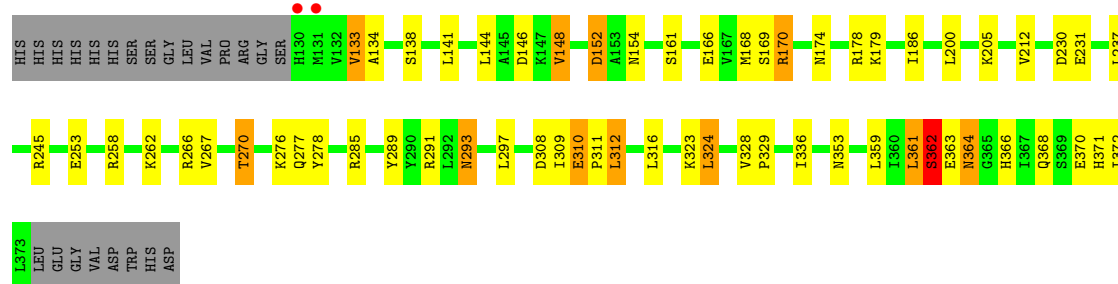 HIS HIS HIS HIS HIS HIS SER SER GLY LEU VAL PRO ARG GLY SER H130 M131 V132 V133 A134 S138 L141 L144 A145 D146 K147 V148 D152 A153 N154 S161 E166 V167 M168 S169 R170 N174 R178 K179 I186 L200 K205 V212 D230 E231 L237
R245 E253 R258 K262 R266 V267 T270 K276 Q277 Y278 R285 Y289 Y290 R291 L292 N293 L297 D308 I309 E310 P311 L312 L316 K323 L324 V328 P329 I336 N353 L359 I360 L361 S362 E363 N364 G365 H366 I367 Q368 S369 E370 H371 I372
L373 LEU GLU GLY VAL ASP TRP HIS ASP